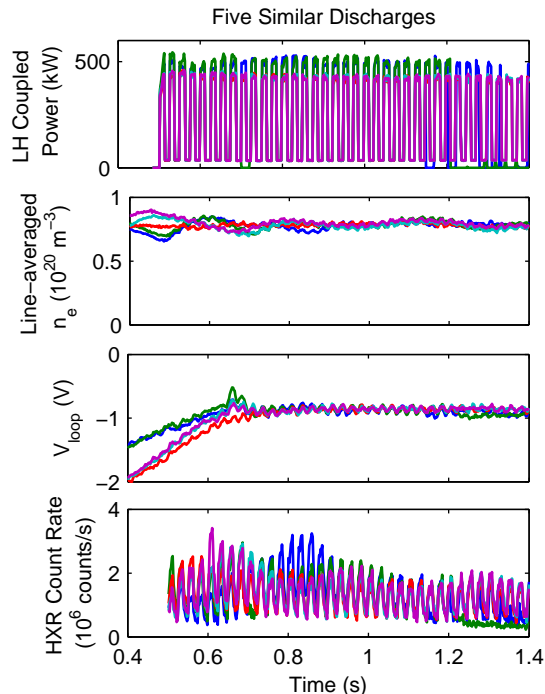 Five Similar Discharges
LH Coupled
Power (kW)
500
0
Line−averaged
n_e (10^20 m^−3)
1
0.5
0
V_loop (V)
0
−1
−2
HXR Count Rate
(10^6 counts/s)
4
2
0
0.4 0.6 0.8 1 1.2 1.4
Time (s)